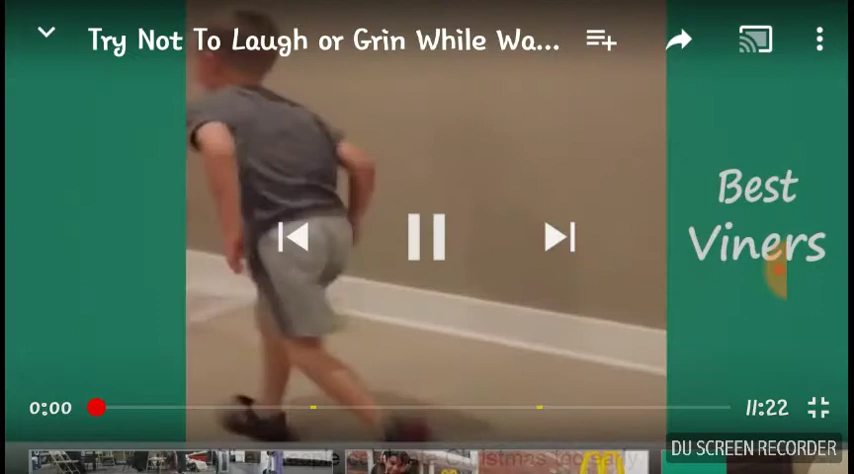 Try Not To Laugh or Grin While Wa...
Best
Viners
0:00
11:22
DU SCREEN RECORDER